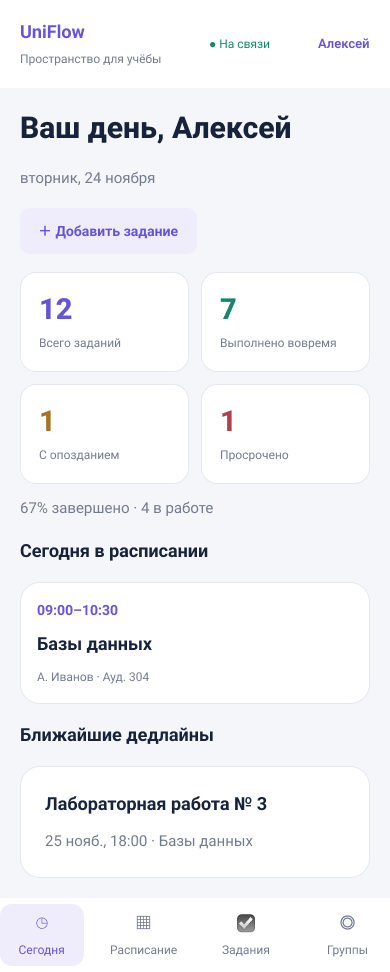 UniFlow
Пространство для учёбы
● На связи
Алексей
Ваш день, Алексей
вторник, 24 ноября
+ Добавить задание
12
Всего заданий
7
Выполнено вовремя
1
С опозданием
1
Просрочено
67% завершено · 4 в работе
Сегодня в расписании
09:00–10:30
Базы данных
А. Иванов · Ауд. 304
Ближайшие дедлайны
Лабораторная работа № 3
25 нояб., 18:00 · Базы данных
Сегодня
Расписание
Задания
Группы